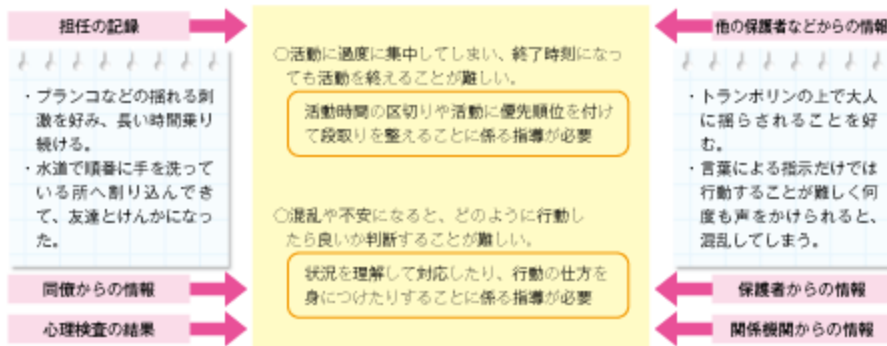 担任の記録
・ブランコなどの揺れる刺
激を好み、長い時間乗り
続ける。
・水道で順番に手を洗って
いる所へ割り込んでき
て、友達とけんかになっ
た。
同僚からの情報
心理検査の結果
○活動に過度に集中してしまい、終了時刻になっ
ても活動を終えることが難しい。
活動時間の区切りや活動に優先順位を付け
て段取りを整えることに係る指導が必要
○混乱や不安になると、どのように行動し
たら良いか判断することが難しい。
状況を理解して対応したり、行動の仕方を
身につけたりすることに係る指導が必要
他の保護者などからの情報
・トランポリンの上で大人
に揺らされることを好
む。
・言葉による指示だけでは
行動することが難しく何
度も声をかけられると、
混乱してしまう。
保護者からの情報
関係機関からの情報